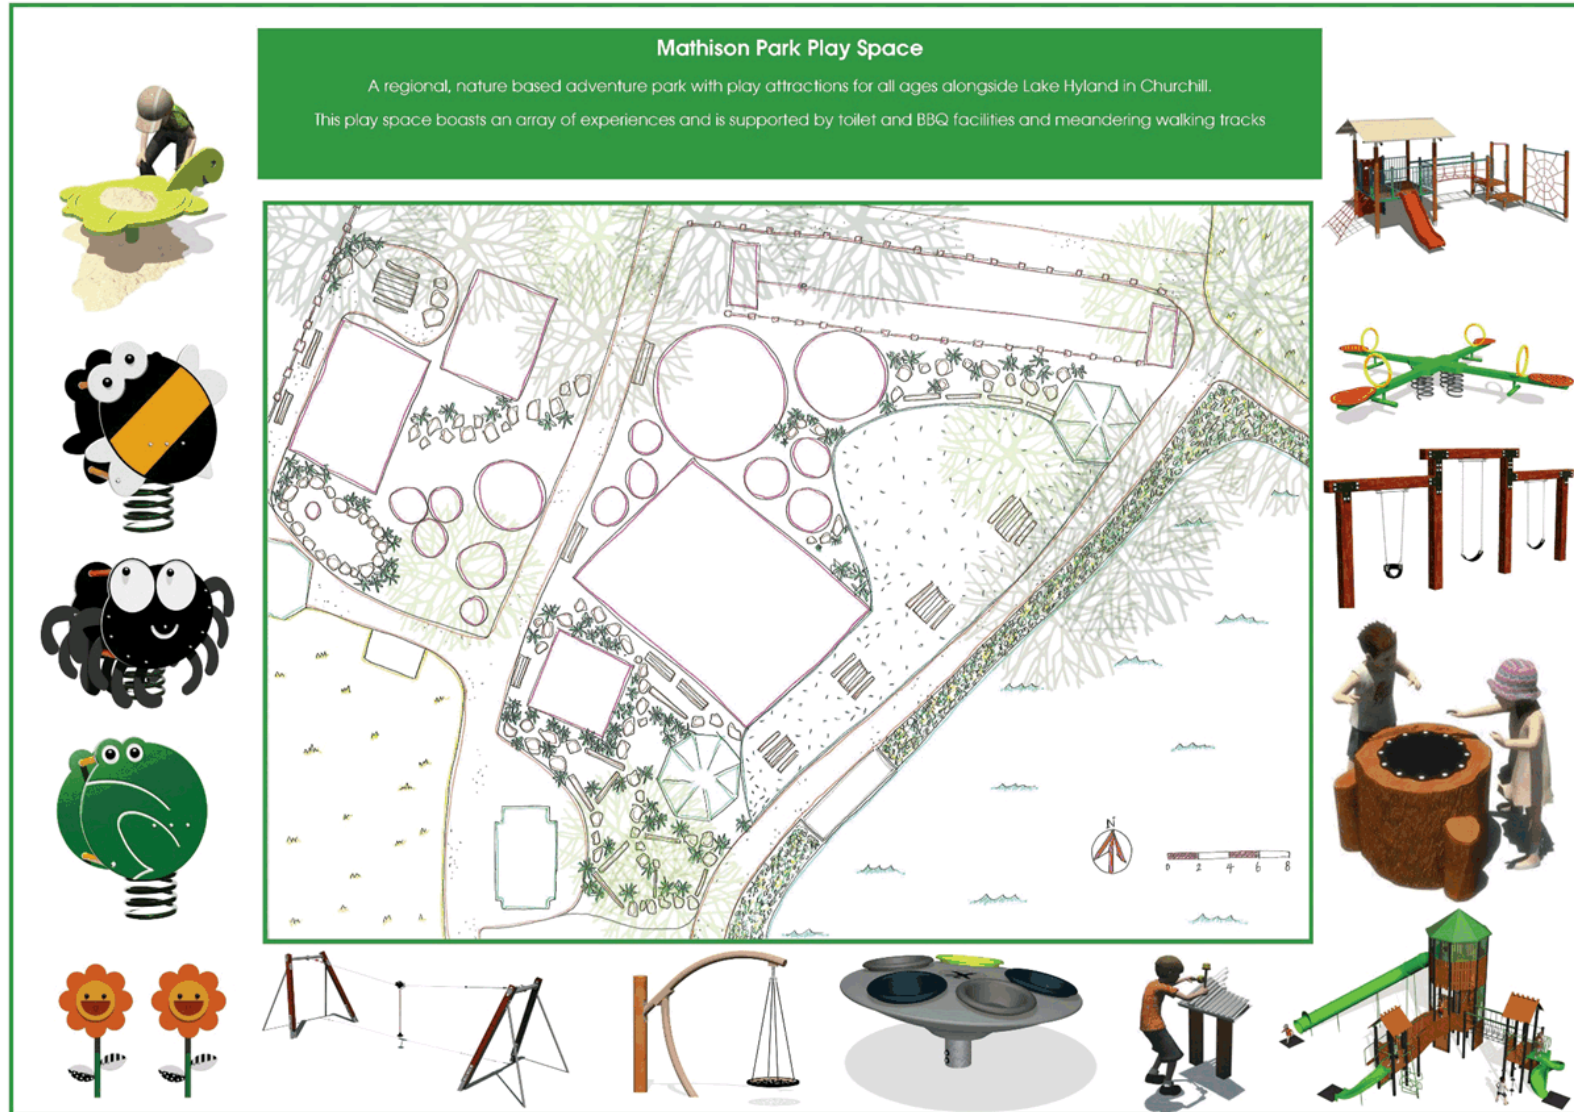 Mathison Park Play Space
A regional, nature based adventure park with play attractions for all ages alongside Lake Hyland in Churchill.
This play space boasts an array of experiences and is supported by toilet and BBQ facilities and meandering walking tracks
N
0 2 4 6 8